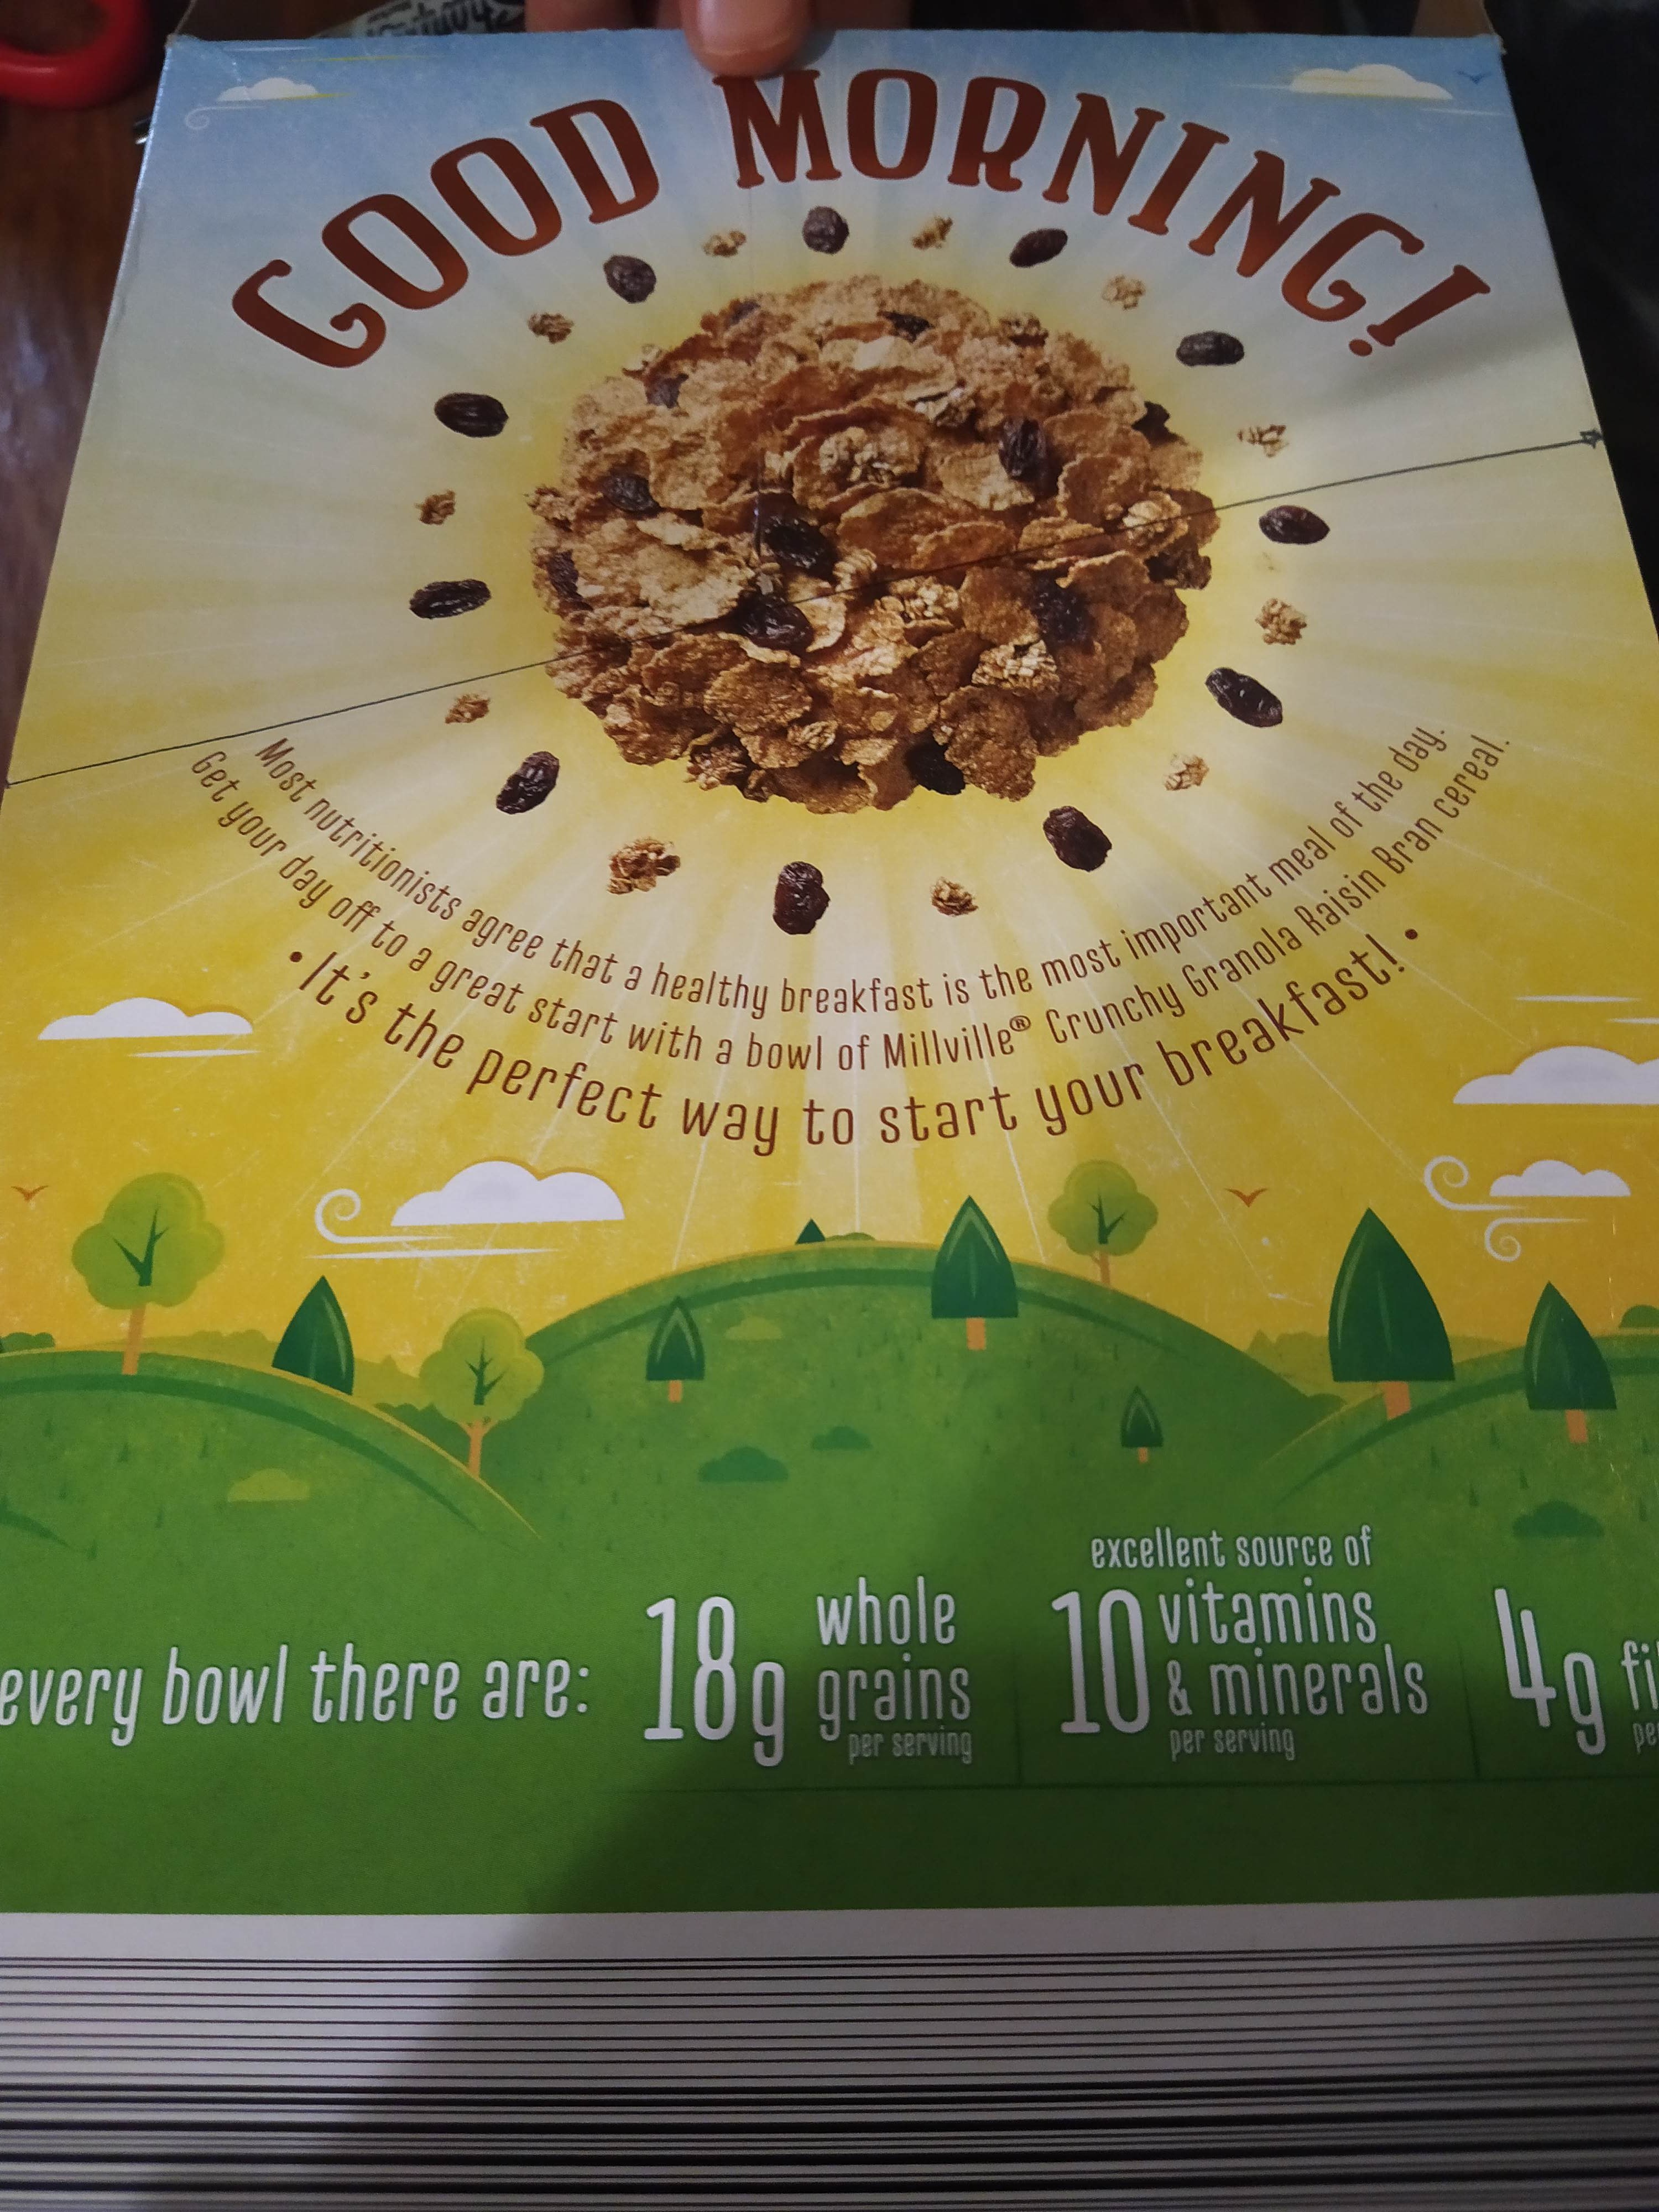 GOOD MORNING!
Most nutritionists agree that a healthy breakfast is the most important meal of the day.
Get your day off to a great start with a bowl of Millville® Crunchy Granola Raisin Bran cereal.
• It's the perfect way to start your breakfast! •
every bowl there are:
18g whole grains per serving
excellent source of
10 vitamins & minerals per serving
4g